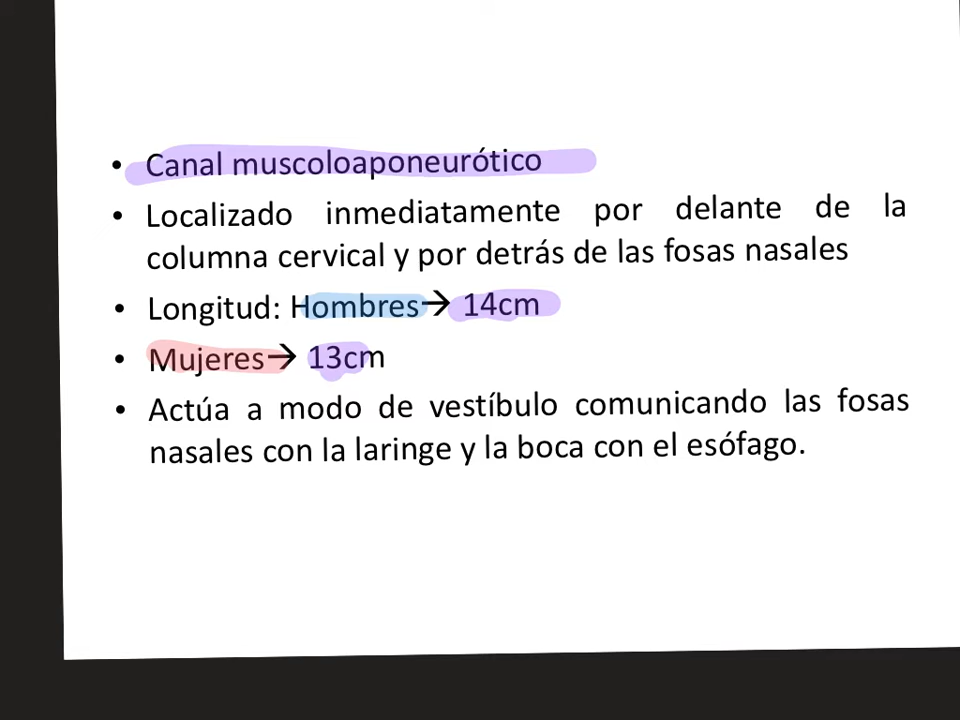 • Canal muscoloaponeurótico
• Localizado inmediatamente por delante de la
columna cervical y por detrás de las fosas nasales
• Longitud: Hombres→ 14cm
• Mujeres→ 13cm
• Actúa a modo de vestíbulo comunicando las fosas
nasales con la laringe y la boca con el esófago.